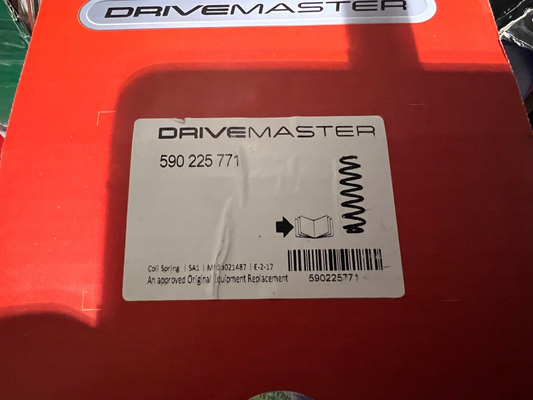 DRIVEMASTER
DRIVEMASTER
590 225 771
Coil Spring | SA1 | | E-2-17
An approved Original Equipment Replacement
590225771